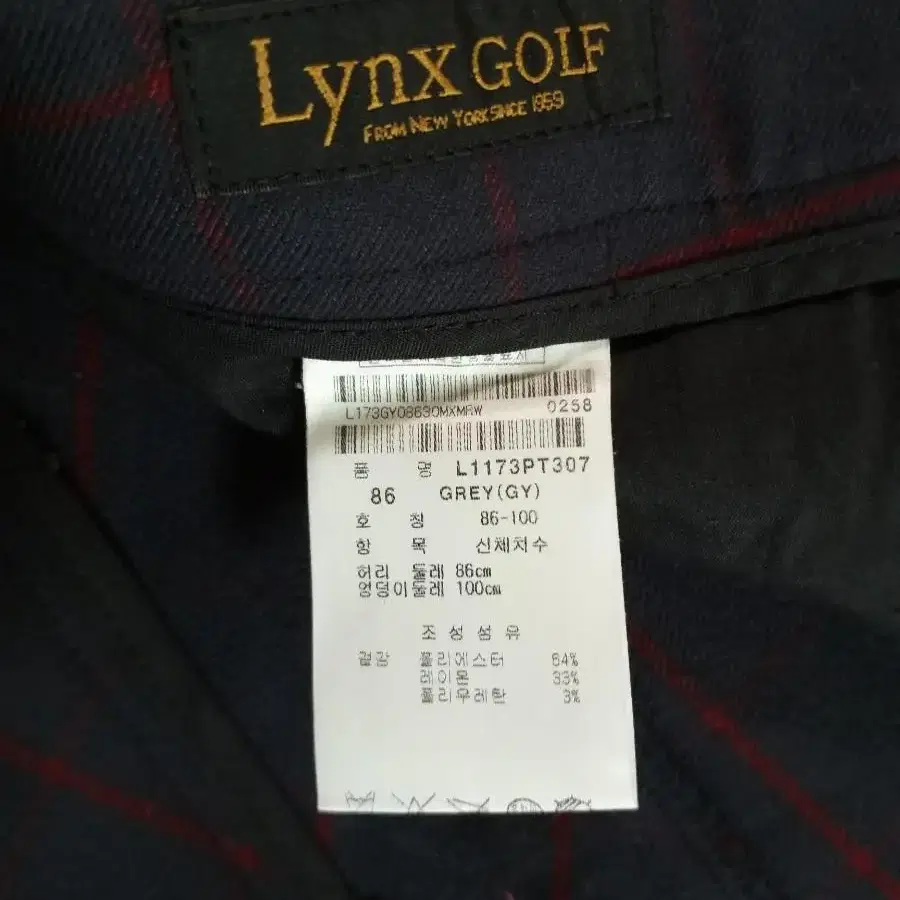 Lynx GOLF
FROM NEW YORK SINCE 1959
L173GY08630MXMRW 0258
품 명 L1173PT307
86 GREY(GY)
호 칭 86-100
항 목 신체치수
허리 둘레 86cm
엉덩이둘레 100cm
조 성 섬 유
겉감 폴리에스터 64%
레이온 33%
폴리우레탄 3%